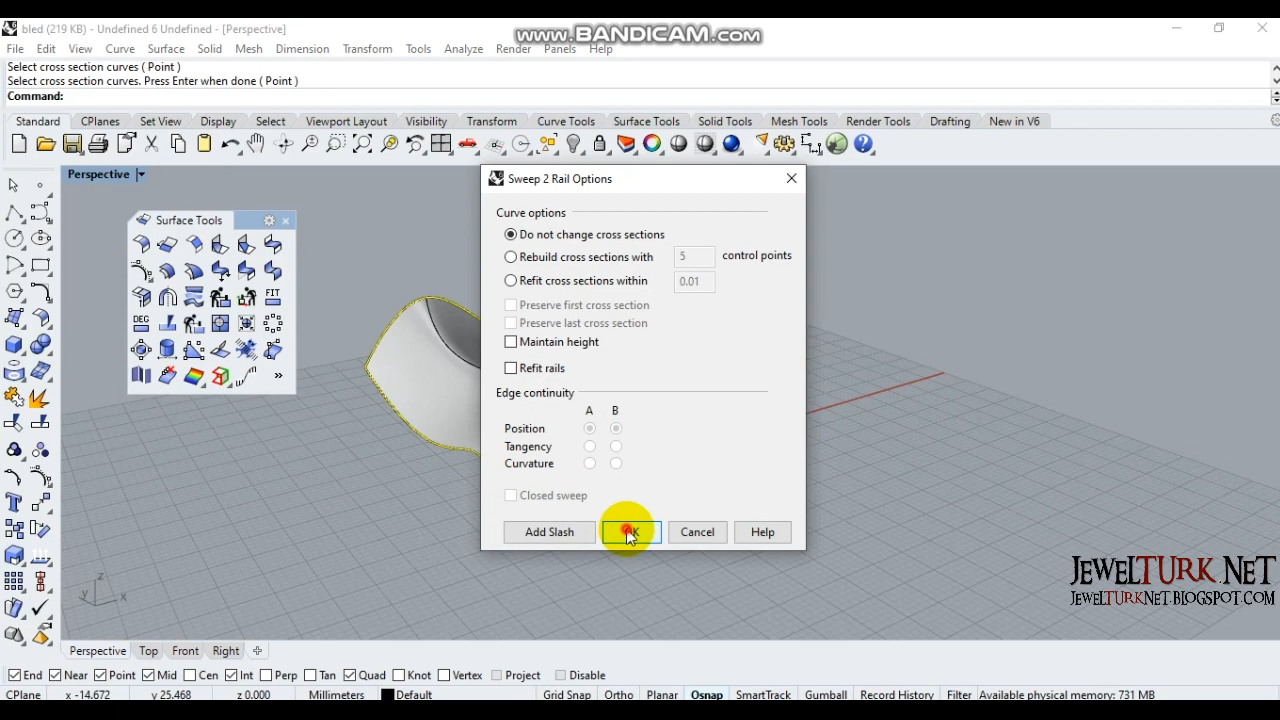 bled (219 KB) - Undefined 6 Undefined - [Perspective]
www.BANDICAM.com
File Edit View Curve Surface Solid Mesh Dimension Transform Tools Analyze Render Panels Help
Select cross section curves ( Point )
Select cross section curves. Press Enter when done ( Point )
Command:
Standard CPlanes Set View Display Select Viewport Layout Visibility Transform Curve Tools Surface Tools Solid Tools Mesh Tools Render Tools Drafting New in V6
Perspective
Surface Tools
FIT
DEG
»
Sweep 2 Rail Options
Curve options
Do not change cross sections
Rebuild cross sections with 5 control points
Refit cross sections within 0.01
Preserve first cross section
Preserve last cross section
Maintain height
Refit rails
Edge continuity
A B
Position
Tangency
Curvature
Closed sweep
Add Slash OK Cancel Help
z
y x
JEWELTURK NET
JEWELTURKNET.BLOGSPOT.COM
Perspective Top Front Right
End Near Point Mid Cen Int Perp Tan Quad Knot Vertex Project Disable
CPlane x -14.672 y 25.468 z 0.000 Millimeters Default Grid Snap Ortho Planar Osnap SmartTrack Gumball Record History Filter Available physical memory: 731 MB